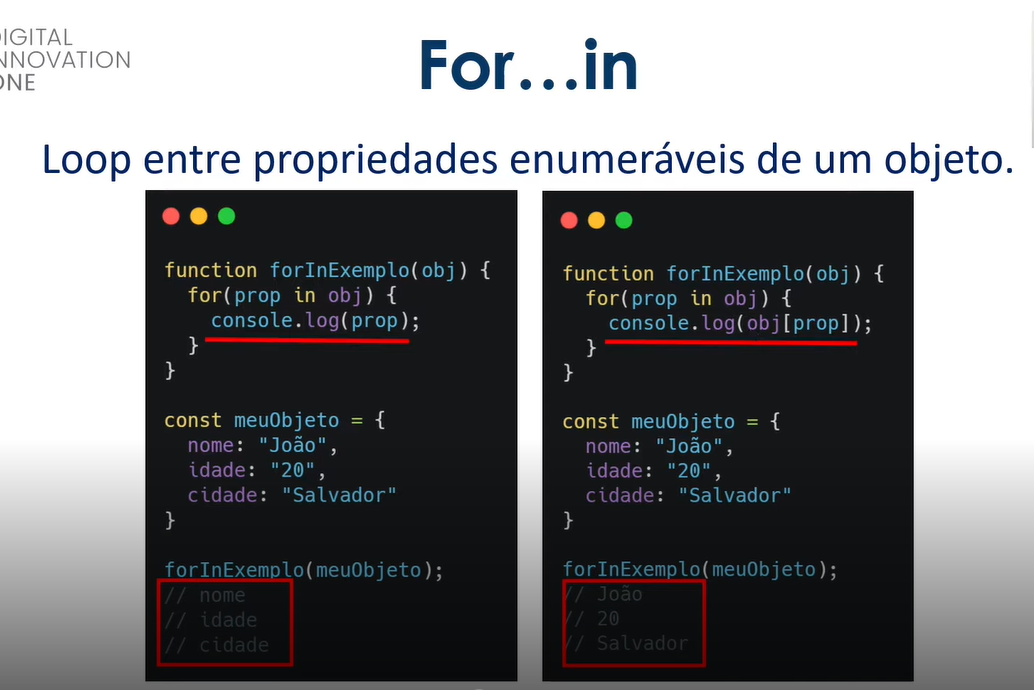 DIGITAL
INNOVATION
ONE
For...in
Loop entre propriedades enumeráveis de um objeto.
function forInExemplo(obj) {
for(prop in obj) {
console.log(prop);
}
}
const meuObjeto = {
nome: "João",
idade: "20",
cidade: "Salvador"
}
forInExemplo(meuObjeto);
// nome
// idade
// cidade
function forInExemplo(obj) {
for(prop in obj) {
console.log(obj[prop]);
}
}
const meuObjeto = {
nome: "João",
idade: "20",
cidade: "Salvador"
}
forInExemplo(meuObjeto);
// João
// 20
// Salvador